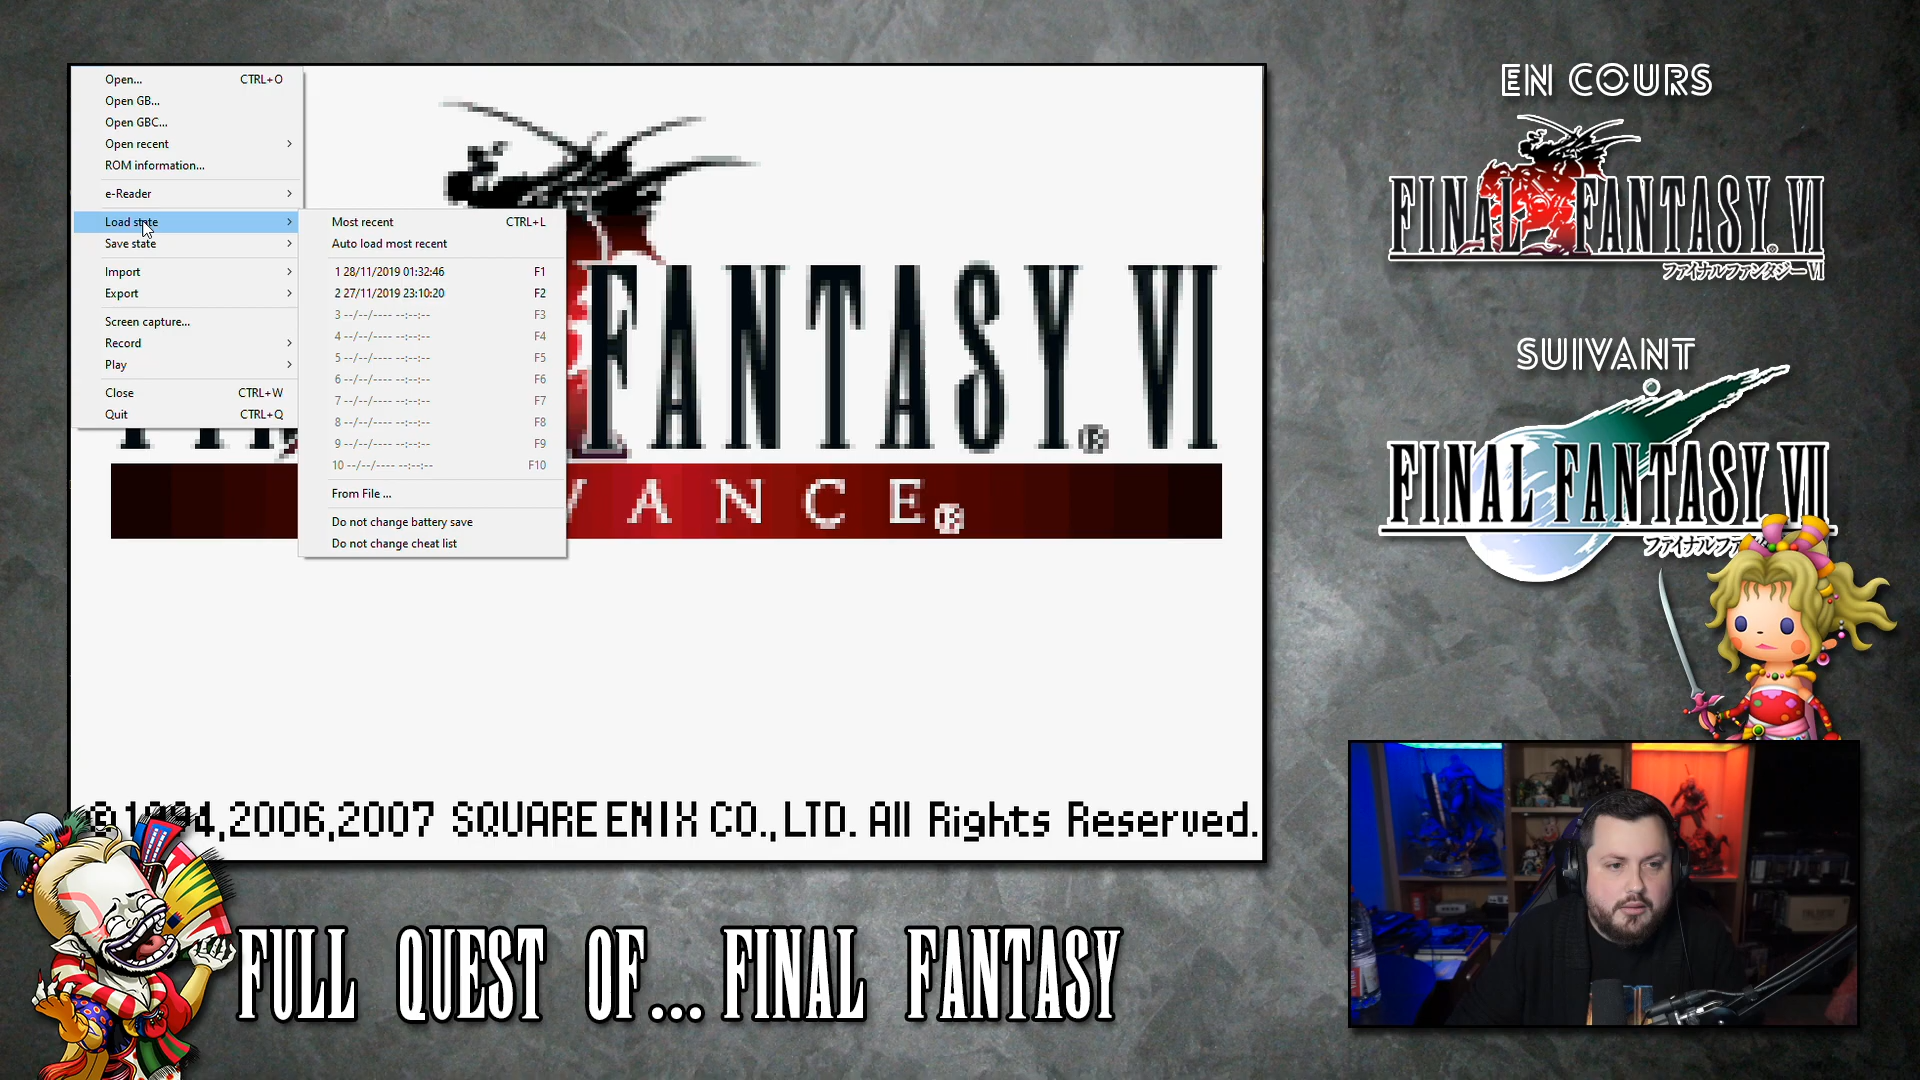 EN COURS
FINAL FANTASY VI
ファイナルファンタジーVI
SUIVANT
FINAL FANTASY VII
Open... CTRL+O
Open GB...
Open GBC...
Open recent
ROM information...
e-Reader
Load state
Save state
Import
Export
Screen capture...
Record
Play
Close CTRL+W
Quit CTRL+Q
Most recent CTRL+L
Auto load most recent
1 28/11/2019 01:32:46 F1
2 27/11/2019 23:10:20 F2
3 --/--/---- --:--:-- F3
4 --/--/---- --:--:-- F4
5 --/--/---- --:--:-- F5
6 --/--/---- --:--:-- F6
7 --/--/---- --:--:-- F7
8 --/--/---- --:--:-- F8
9 --/--/---- --:--:-- F9
10 --/--/---- --:--:-- F10
From File ...
Do not change battery save
Do not change cheat list
FANTASY® VI
VANCE®
©1994,2006,2007 SQUARE ENIX CO.,LTD. All Rights Reserved.
FULL QUEST OF... FINAL FANTASY